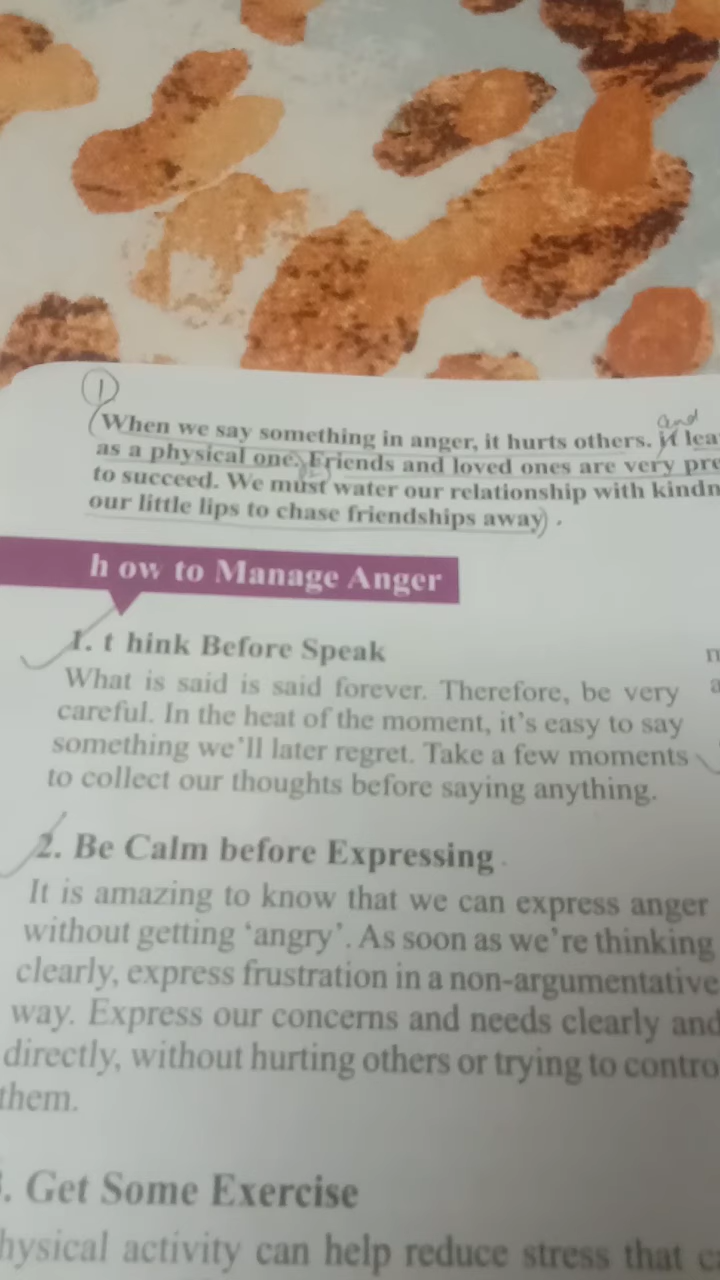 1
and
When we say something in anger, it hurts others. it
as a physical one. Friends and loved ones are very
to succeed. We must water our relationship with
our little lips to chase friendships away .
h ow to Manage Anger
1. t hink Before Speak
What is said is said forever. Therefore, be very
careful. In the heat of the moment, it's easy to say
something we'll later regret. Take a few moments
to collect our thoughts before saying anything.
2. Be Calm before Expressing
It is amazing to know that we can express anger
without getting ‘angry’. As soon as we're thinking
clearly, express frustration in a non-argumentative
way. Express our concerns and needs clearly and
directly, without hurting others or trying to
them.
. Get Some Exercise
activity can help reduce stress that